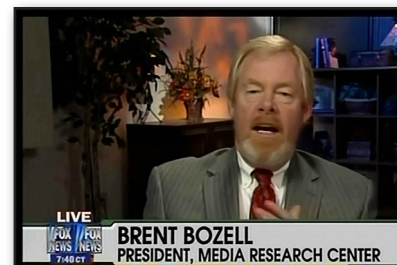 LIVE
FOX NEWS FOX NEWS
7:48 CT
BRENT BOZELL
PRESIDENT, MEDIA RESEARCH CENTER